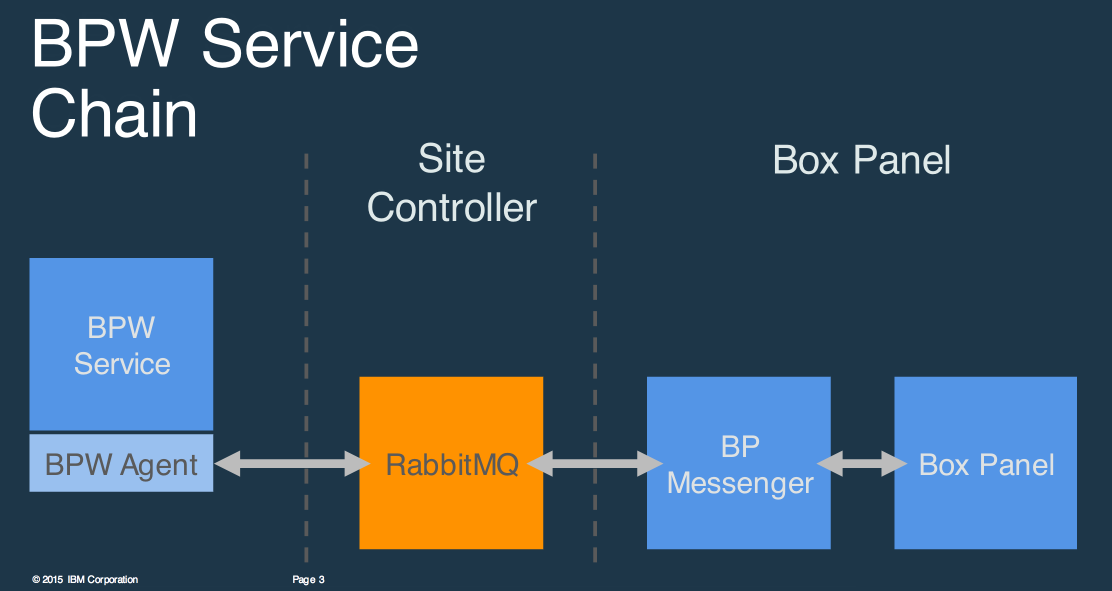 BPW Service
Chain
Site
Controller
Box Panel
BPW
Service
BPW Agent
RabbitMQ
BP
Messenger
Box Panel
© 2015 IBM Corporation
Page 3